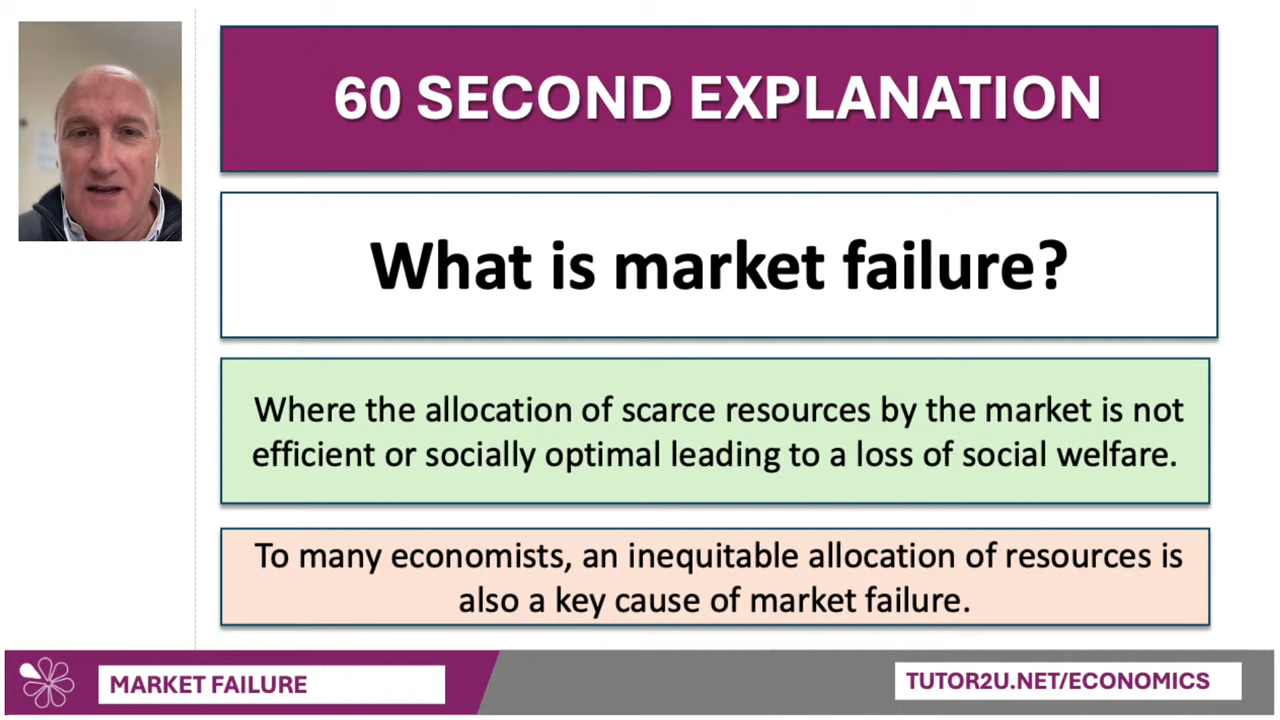 60 SECOND EXPLANATION
What is market failure?
Where the allocation of scarce resources by the market is not
efficient or socially optimal leading to a loss of social welfare.
To many economists, an inequitable allocation of resources is
also a key cause of market failure.
MARKET FAILURE
TUTOR2U.NET/ECONOMICS